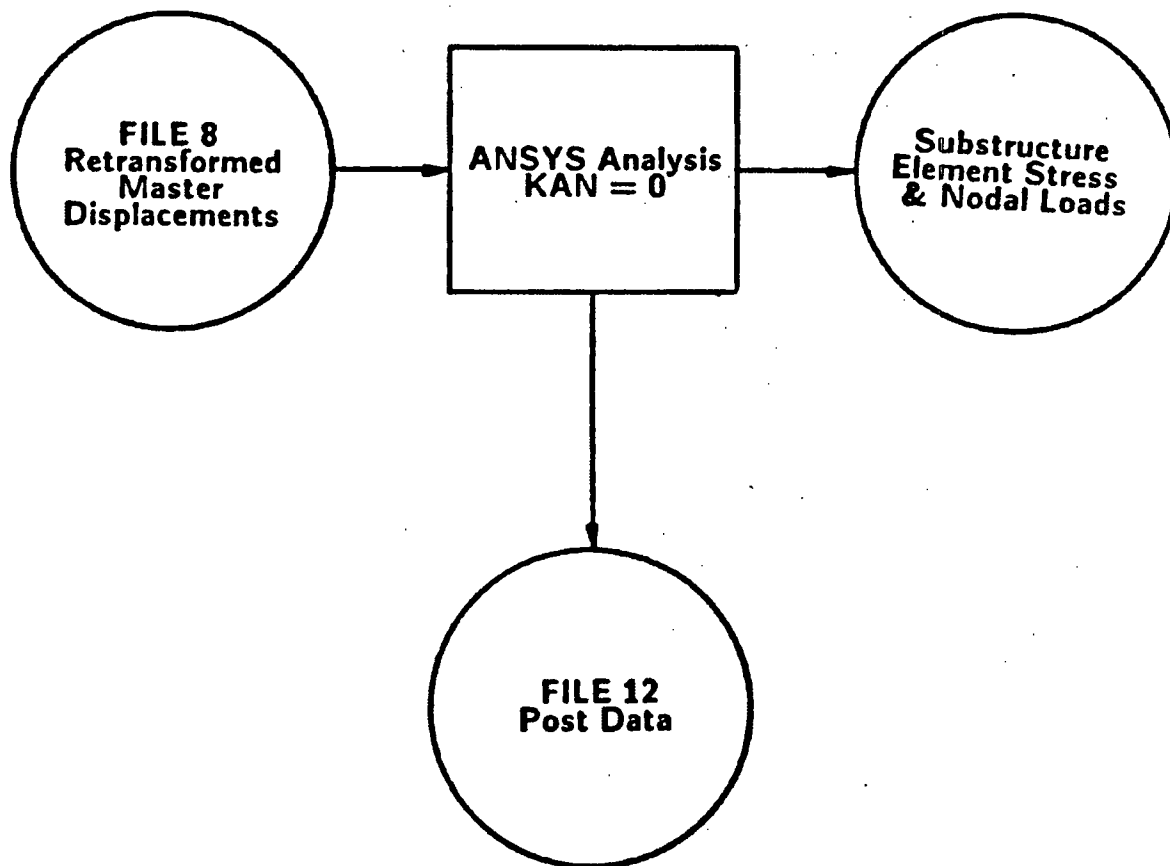 FILE 8
Retransformed
Master
Displacements
ANSYS Analysis
KAN = 0
Substructure
Element Stress
& Nodal Loads
FILE 12
Post Data